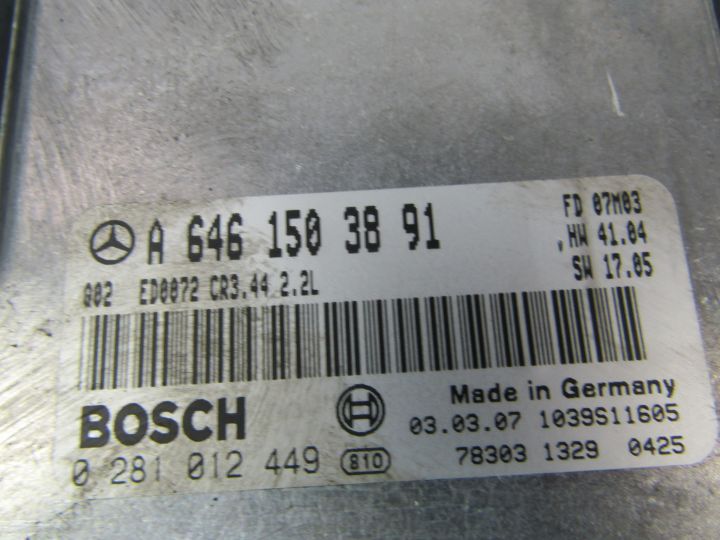 A 646 150 38 91
FD 07M03
HW 41.04
SW 17.05
002 ED0072 CR3.44 2.2L
BOSCH
Made in Germany
03.03.07 1039S11605
0 281 012 449 810
78303 1329 0425